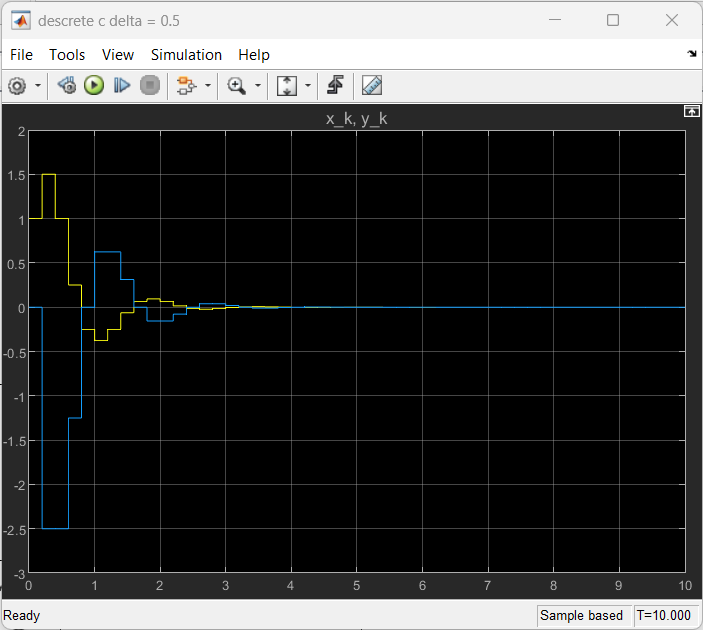 descrete c delta = 0.5
File Tools View Simulation Help
x_k, y_k
2
1.5
1
0.5
0
-0.5
-1
-1.5
-2
-2.5
-3
0 1 2 3 4 5 6 7 8 9 10
Ready Sample based T=10.000